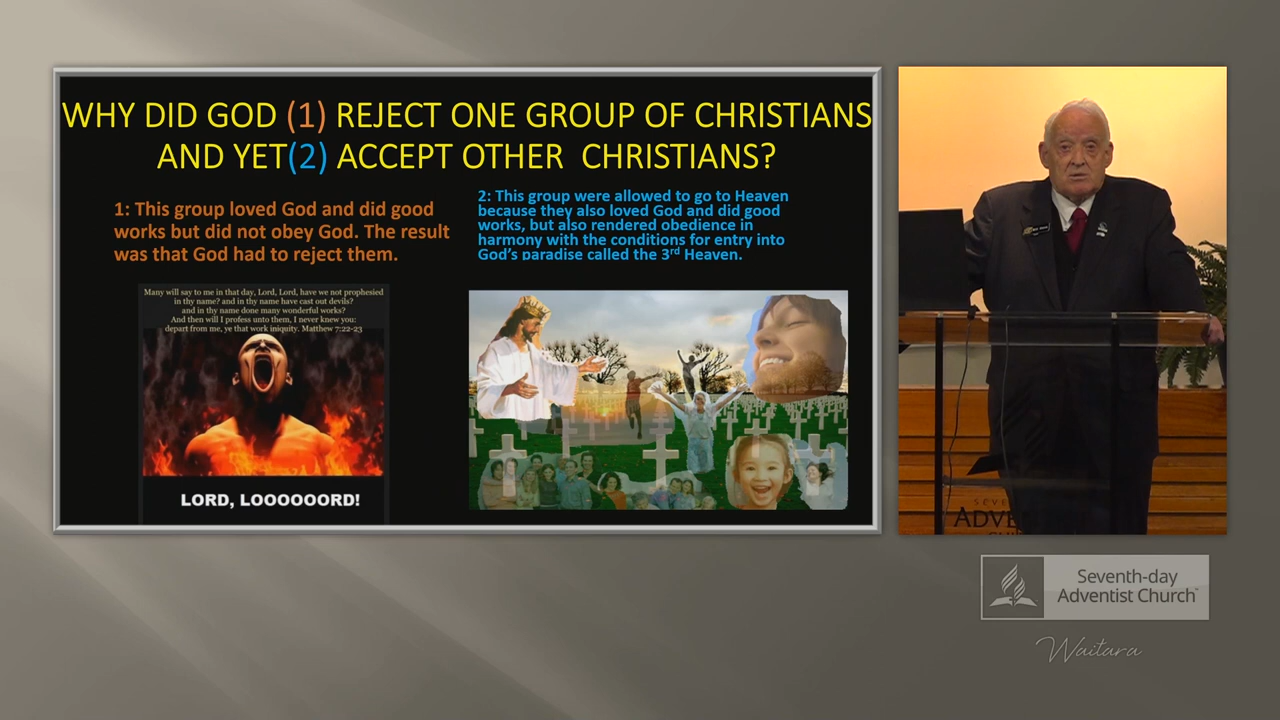 WHY DID GOD (1) REJECT ONE GROUP OF CHRISTIANS
AND YET(2) ACCEPT OTHER CHRISTIANS?
1: This group loved God and did good
works but did not obey God. The result
was that God had to reject them.
2: This group were allowed to go to Heaven
because they also loved God and did good
works, but also rendered obedience in
harmony with the conditions for entry into
God's paradise called the 3rd Heaven.
Many will say to me in that day, Lord, Lord, have we not prophesied
in thy name? and in thy name have cast out devils?
and in thy name done many wonderful works?
And then will I profess unto them, I never knew you:
depart from me, ye that work iniquity. Matthew 7:22-23
LORD, LOOOOOORD!
Seventh-day
Adventist Church
Waitara